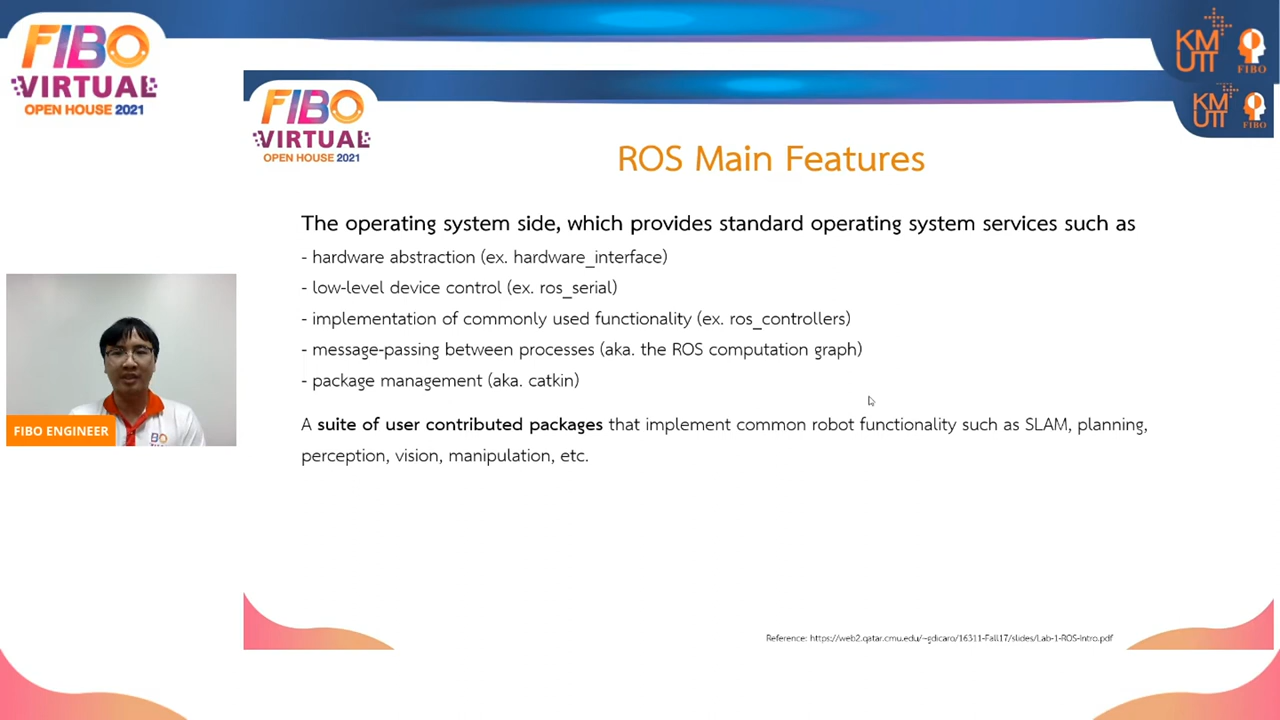 FIBO
VIRTUAL
OPEN HOUSE 2021
KM
UTT
FIBO
FIBO
VIRTUAL
OPEN HOUSE 2021
KM
UTT
FIBO
ROS Main Features
The operating system side, which provides standard operating system services such as
- hardware abstraction (ex. hardware_interface)
- low-level device control (ex. ros_serial)
- implementation of commonly used functionality (ex. ros_controllers)
- message-passing between processes (aka. the ROS computation graph)
- package management (aka. catkin)
A suite of user contributed packages that implement common robot functionality such as SLAM, planning,
perception, vision, manipulation, etc.
FIBO ENGINEER
Reference: https://web2.qatar.cmu.edu/~gdicaro/16311-Fall17/slides/Lab-1-ROS-Intro.pdf